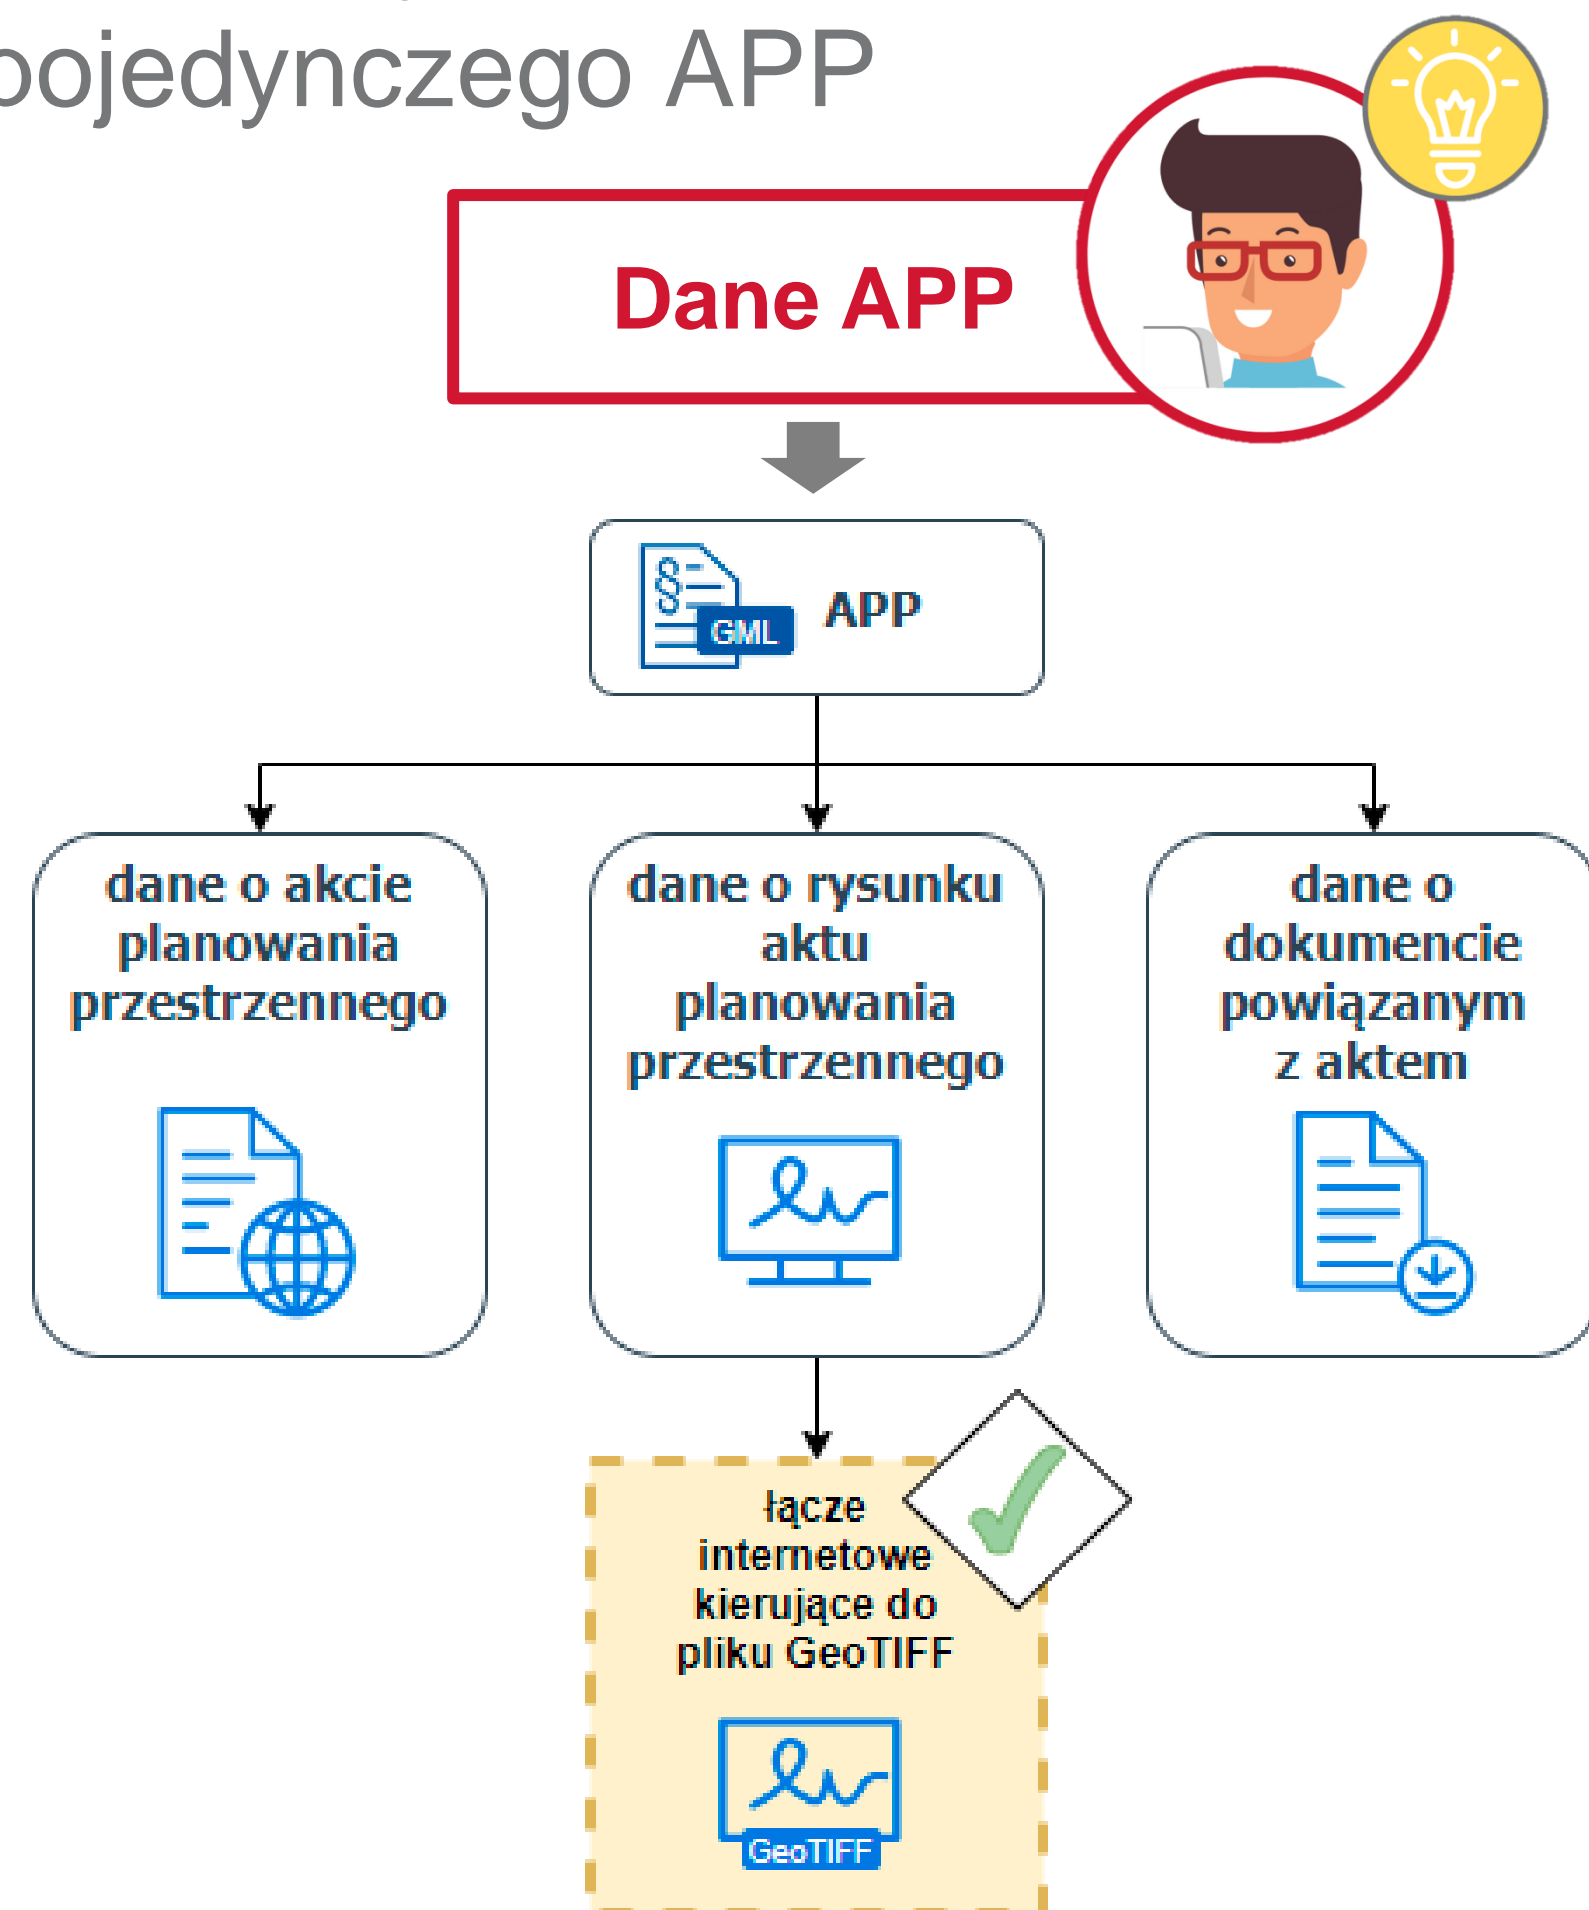 pojedynczego APP
Dane APP
GML
APP
dane o akcie
planowania
przestrzennego
dane o rysunku
aktu
planowania
przestrzennego
dane o
dokumencie
powiązanym
z aktem
łącze
internetowe
kierujące do
pliku GeoTIFF
GeoTIFF